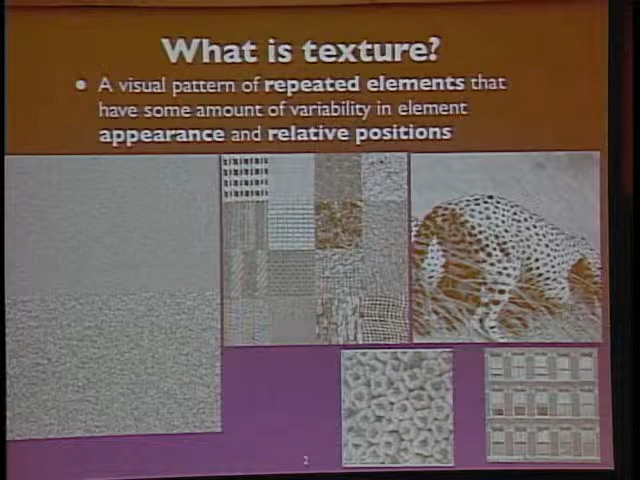 What is texture?
• A visual pattern of repeated elements that
have some amount of variability in element
appearance and relative positions
2